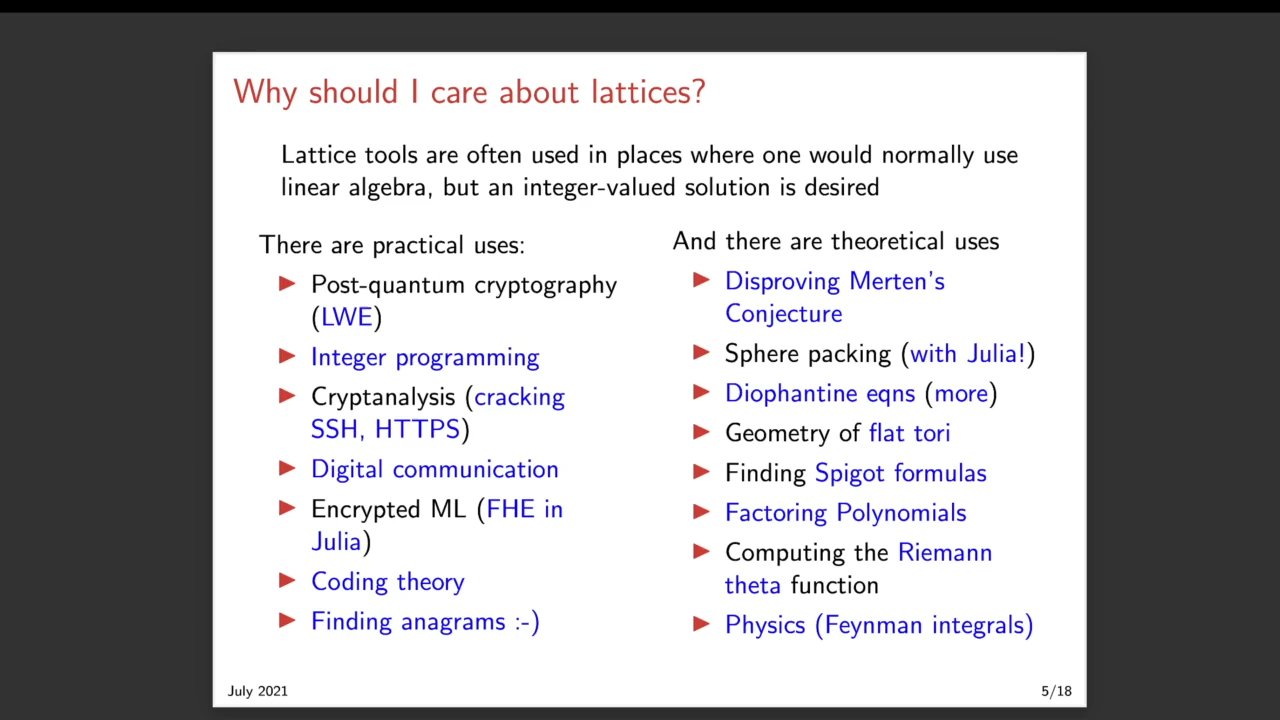 Why should I care about lattices?
Lattice tools are often used in places where one would normally use
linear algebra, but an integer-valued solution is desired
There are practical uses:
▶ Post-quantum cryptography
(LWE)
▶ Integer programming
▶ Cryptanalysis (cracking
SSH, HTTPS)
▶ Digital communication
▶ Encrypted ML (FHE in
Julia)
▶ Coding theory
▶ Finding anagrams :-)
And there are theoretical uses
▶ Disproving Merten's
Conjecture
▶ Sphere packing (with Julia!)
▶ Diophantine eqns (more)
▶ Geometry of flat tori
▶ Finding Spigot formulas
▶ Factoring Polynomials
▶ Computing the Riemann
theta function
▶ Physics (Feynman integrals)
July 2021
5/18